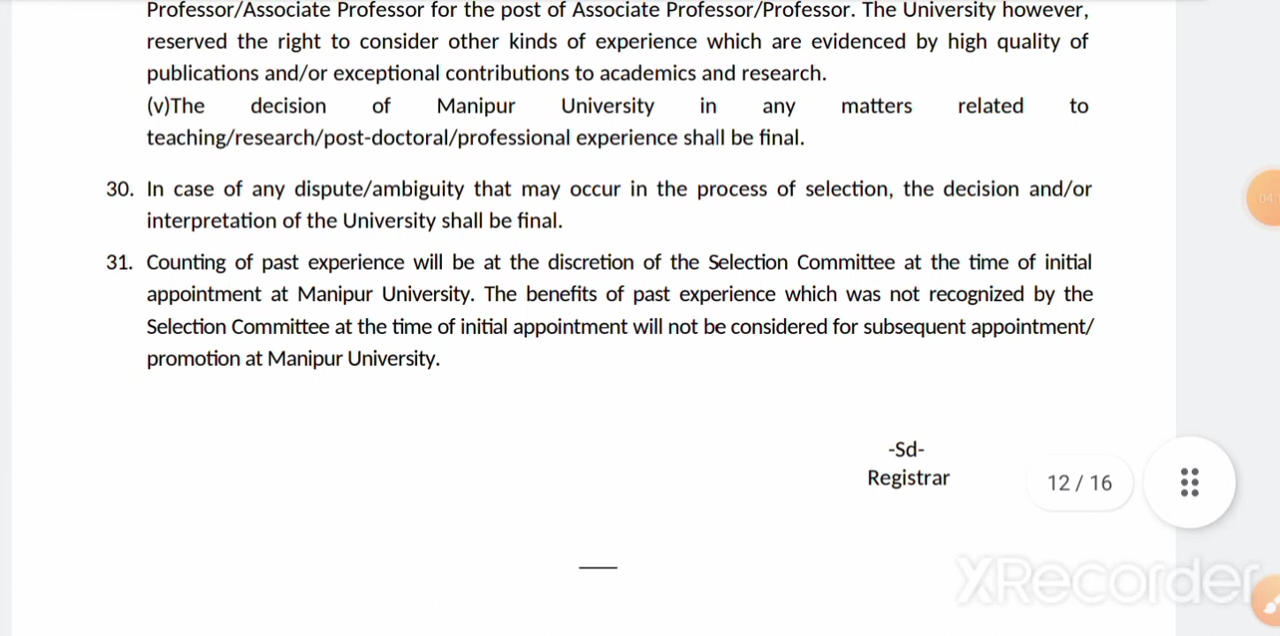 Professor/Associate Professor for the post of Associate Professor/Professor. The University however,
reserved the right to consider other kinds of experience which are evidenced by high quality of
publications and/or exceptional contributions to academics and research.
(v)The decision of Manipur University in any matters related to
teaching/research/post-doctoral/professional experience shall be final.
30. In case of any dispute/ambiguity that may occur in the process of selection, the decision and/or
interpretation of the University shall be final.
31. Counting of past experience will be at the discretion of the Selection Committee at the time of initial
appointment at Manipur University. The benefits of past experience which was not recognized by the
Selection Committee at the time of initial appointment will not be considered for subsequent appointment/
promotion at Manipur University.
-Sd-
Registrar
12 / 16
XRecorder